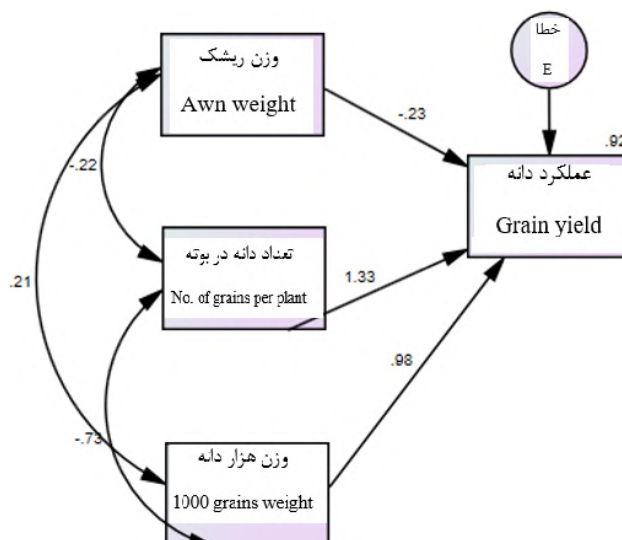 وزن ریشک
Awn weight
خطا
E
-.23
.92
عملکرد دانه
Grain yield
-.22
تعداد دانه در بوته
No. of grains per plant
1.33
.21
.98
-.73
وزن هزار دانه
1000 grains weight